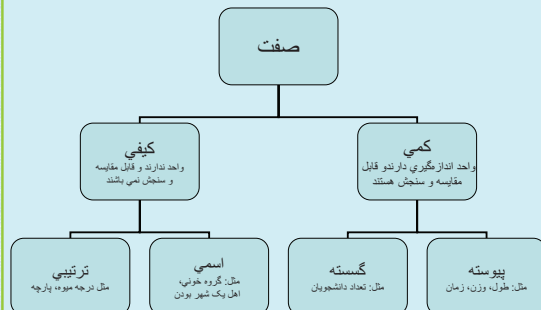 صفت
كمي
واحد اندازه‌گيري دارندو قابل
مقايسه و سنجش هستند
كيفي
واحد ندارند و قابل مقايسه
و سنجش نمي باشند
پيوسته
مثل: طول، وزن، زمان
گسسته
مثل: تعداد دانشجويان
اسمي
مثل: گروه خوني،
اهل يک شهر بودن
ترتيبي
مثل درجه ميوه، پارچه